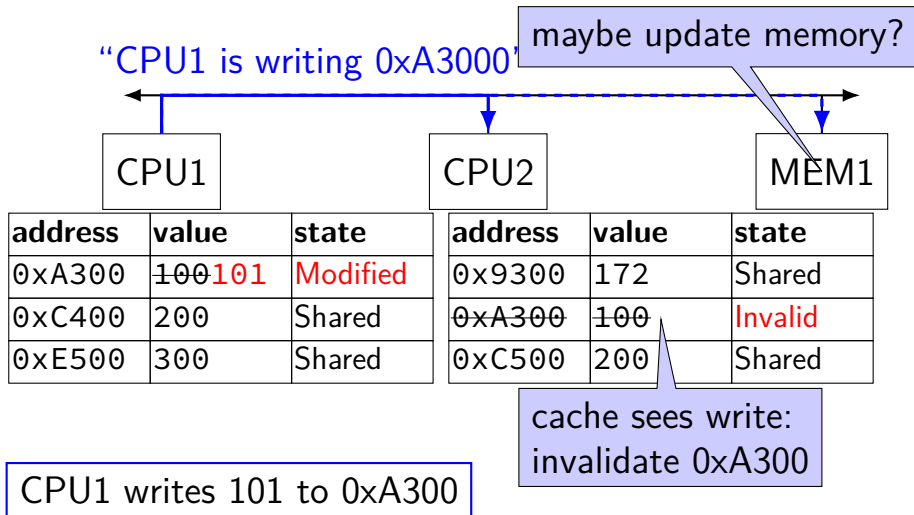 maybe update memory?
“CPU1 is writing 0xA3000”
CPU1
CPU2
MEM1
address value state
0xA300 100101 Modified
0xC400 200 Shared
0xE500 300 Shared
address value state
0x9300 172 Shared
0xA300 100 Invalid
0xC500 200 Shared
cache sees write:
invalidate 0xA300
CPU1 writes 101 to 0xA300